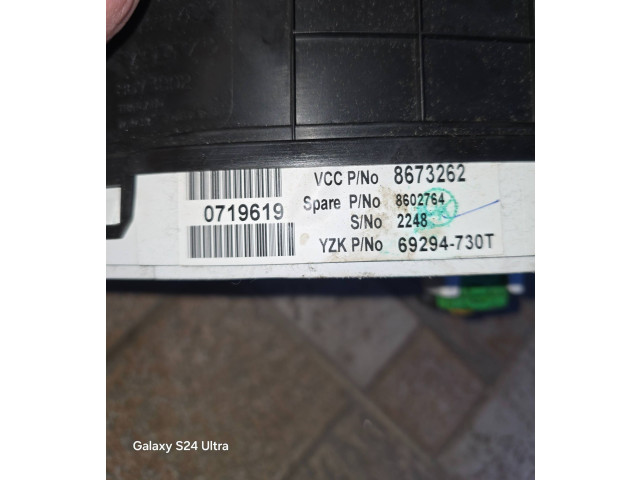 VCC P/No 8673262
Spare P/No 8602764
0719619
S/No 2248
YZK P/No 69294-730T
Galaxy S24 Ultra